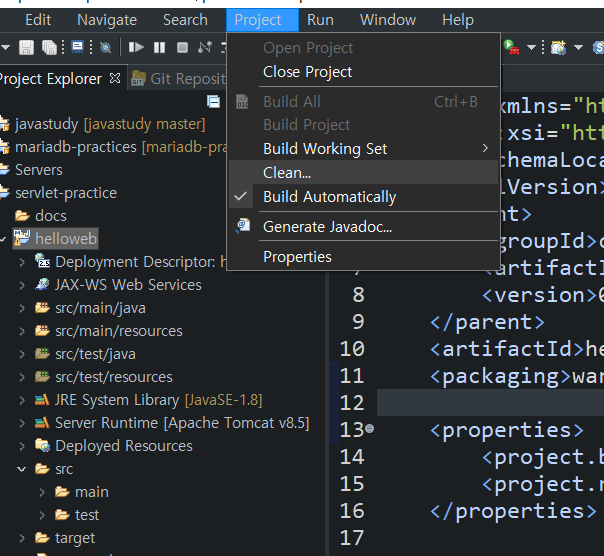 Edit Navigate Search Project Run Window Help
Project Explorer
Git Reposit
Open Project
Close Project
Build All Ctrl+B
Build Project
Build Working Set
Clean...
Build Automatically
Generate Javadoc...
Properties
javastudy [javastudy master]
mariadb-practices [mariadb-pra
Servers
servlet-practice
docs
helloweb
Deployment Descriptor: h
JAX-WS Web Services
src/main/java
src/main/resources
src/test/java
src/test/resources
JRE System Library [JavaSE-1.8]
Server Runtime [Apache Tomcat v8.5]
Deployed Resources
src
main
test
target
xmlns="ht
:xsi="htt
chemaLoca
lVersion>
nt>
groupId>c
<artifactI
8 <version>0
9 </parent>
10 <artifactId>he
11 <packaging>war
12
13 <properties>
14 <project.b
15 <project.r
16 </properties>
17